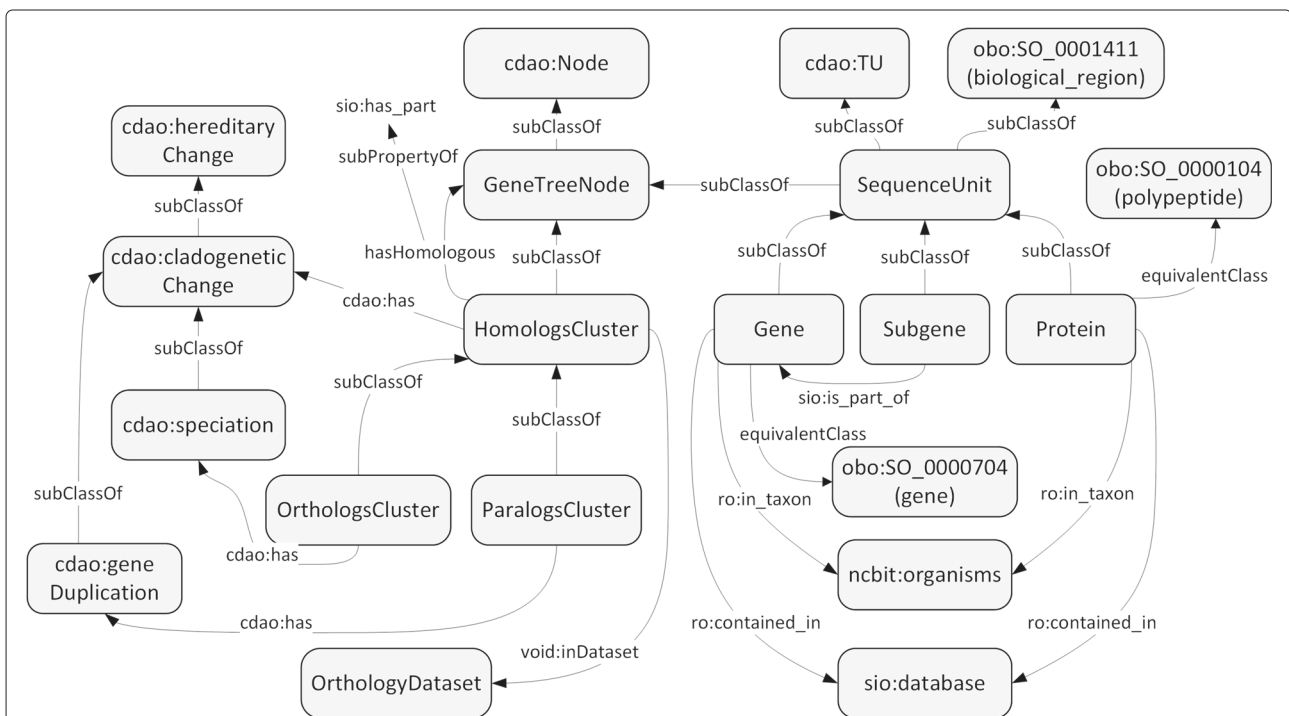 cdao:Node
cdao:TU
obo:SO_0001411
(biological_region)
sio:has_part
cdao:hereditary
Change
subClassOf
subClassOf
subClassOf
subPropertyOf
GeneTreeNode
subClassOf
SequenceUnit
obo:SO_0000104
(polypeptide)
subClassOf
cdao:cladogenetic
Change
hasHomologous
subClassOf
subClassOf
subClassOf
subClassOf
equivalentClass
cdao:has
HomologsCluster
Gene
Subgene
Protein
subClassOf
subClassOf
sio:is_part_of
cdao:speciation
subClassOf
equivalentClass
obo:SO_0000704
(gene)
subClassOf
OrthologsCluster
ParalogsCluster
ro:in_taxon
ro:in_taxon
cdao:has
cdao:gene
Duplication
ncbit:organisms
cdao:has
ro:contained_in
ro:contained_in
void:inDataset
OrthologyDataset
sio:database